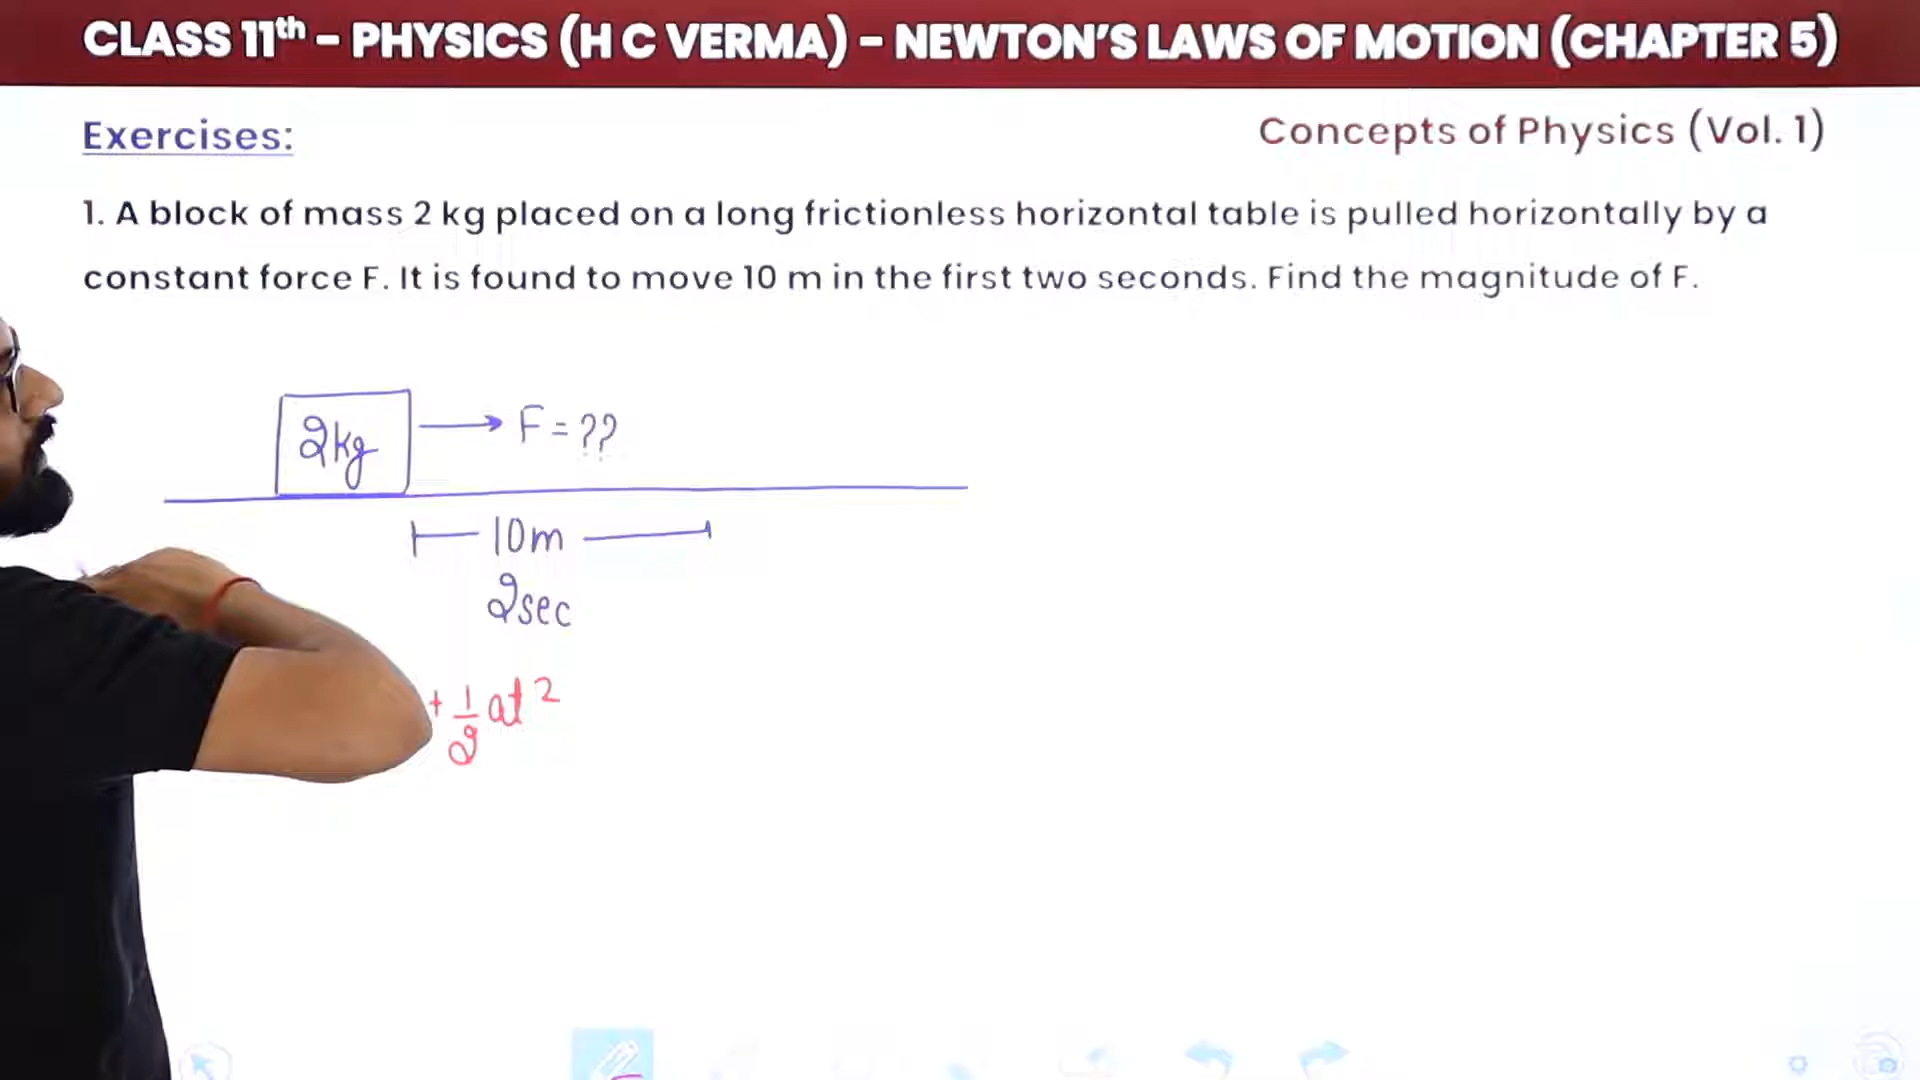 CLASS 11th – PHYSICS (H C VERMA) – NEWTON'S LAWS OF MOTION (CHAPTER 5)
Exercises:
Concepts of Physics (Vol. 1)
1. A block of mass 2 kg placed on a long frictionless horizontal table is pulled horizontally by a
constant force F. It is found to move 10 m in the first two seconds. Find the magnitude of F.
2kg
F = ??
10m
2sec
+ 1/2 at 2